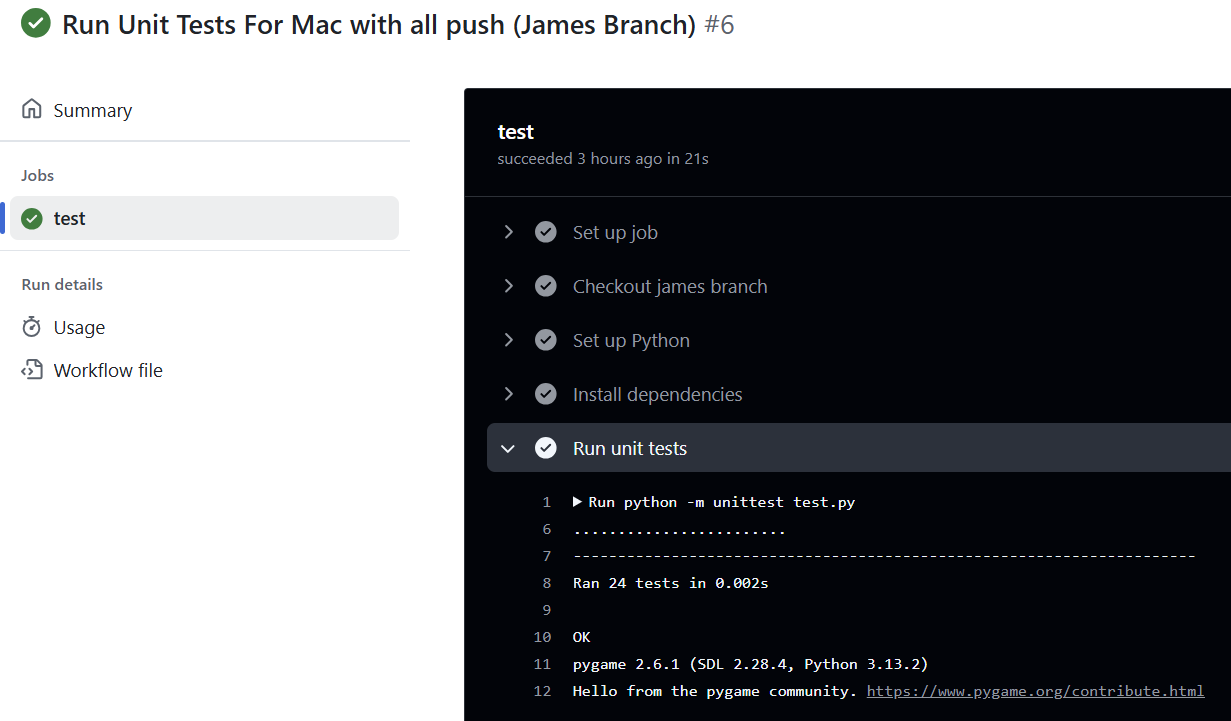 Run Unit Tests For Mac with all push (James Branch) #6
Summary
Jobs
test
Run details
Usage
Workflow file
test
succeeded 3 hours ago in 21s
Set up job
Checkout james branch
Set up Python
Install dependencies
Run unit tests
1 ▶ Run python -m unittest test.py
6 ........................
7 ----------------------------------------------------------------------
8 Ran 24 tests in 0.002s
9
10 OK
11 pygame 2.6.1 (SDL 2.28.4, Python 3.13.2)
12 Hello from the pygame community. https://www.pygame.org/contribute.html